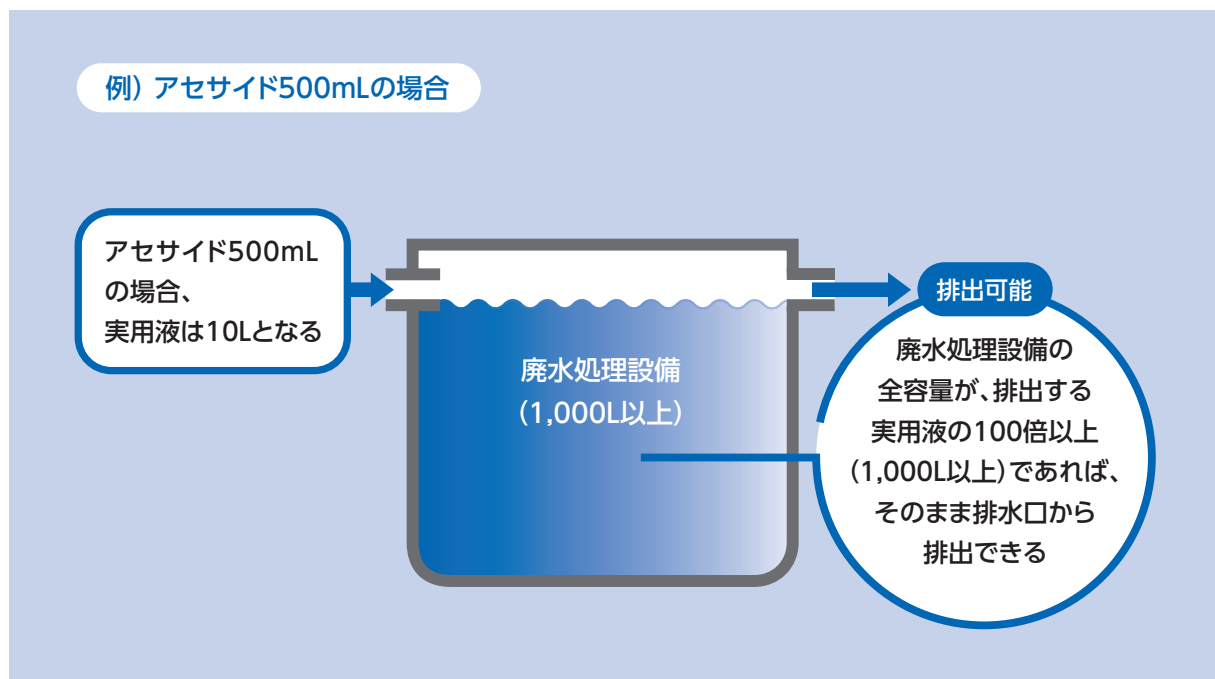 例）アセサイド500mLの場合
アセサイド500mL
の場合、
実用液は10Lとなる
廃水処理設備
（1,000L以上）
排出可能
廃水処理設備の
全容量が、排出する
実用液の100倍以上
（1,000L以上）であれば、
そのまま排水口から
排出できる